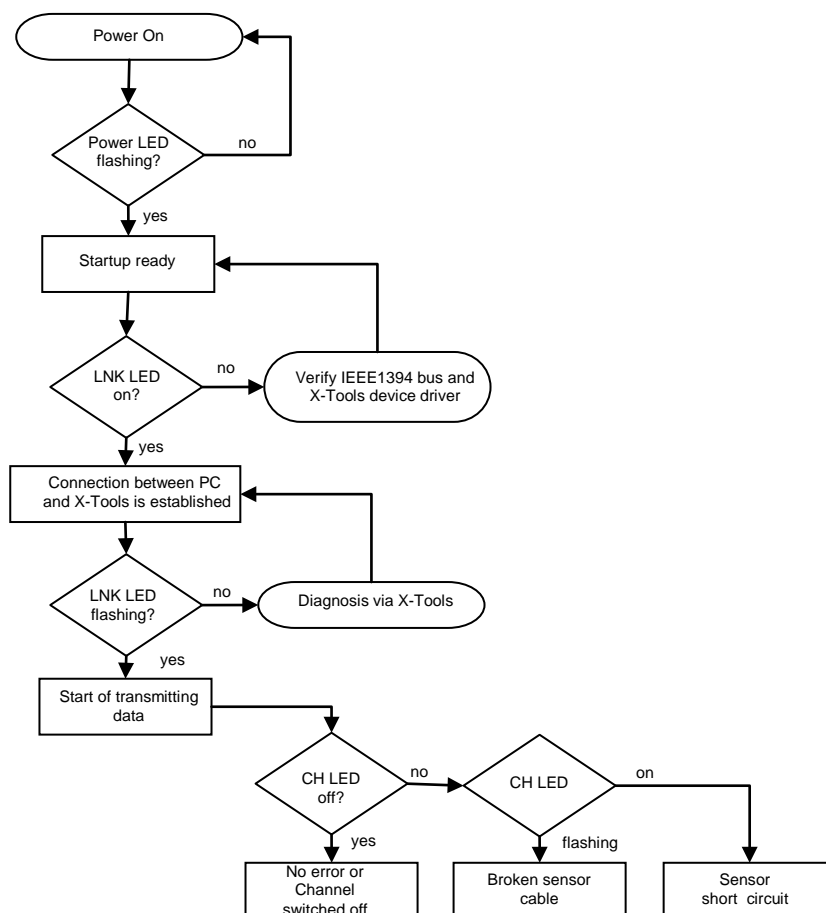 Power On
Power LED
flashing?
no
yes
Startup ready
LNK LED
on?
no
Verify IEEE1394 bus and
X-Tools device driver
yes
Connection between PC
and X-Tools is established
LNK LED
flashing?
no
Diagnosis via X-Tools
yes
Start of transmitting
data
CH LED
off?
no
CH LED
on
yes
flashing
No error or
Channel
switched off
Broken sensor
cable
Sensor
short circuit